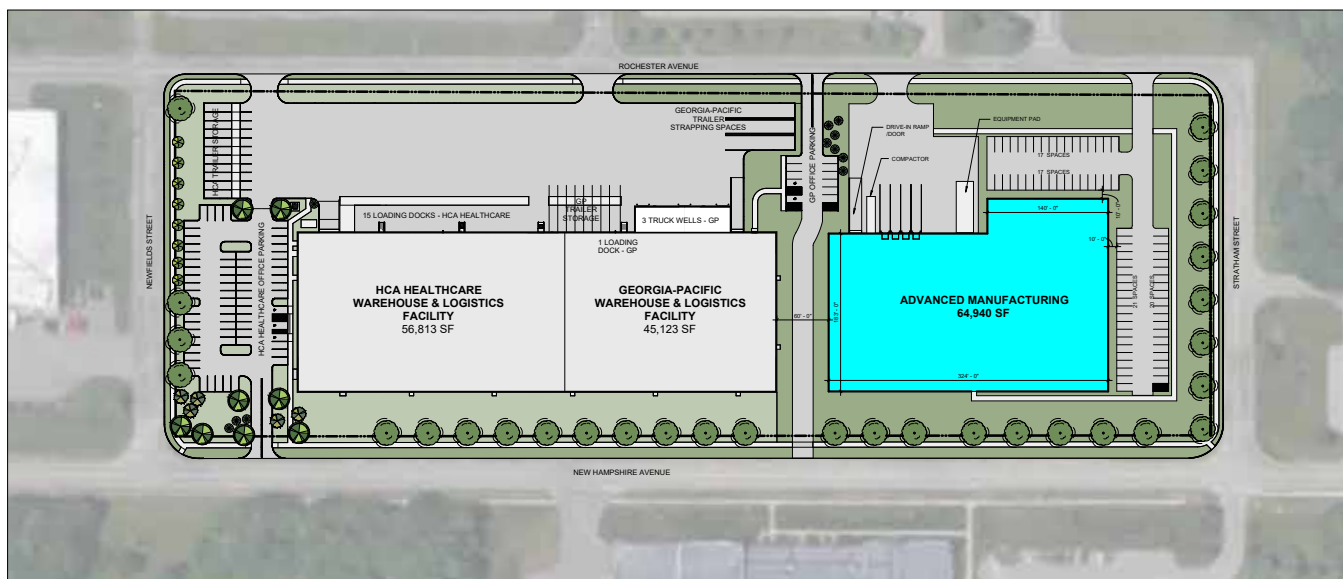 ROCHESTER AVENUE
GEORGIA-PACIFIC
TRAILER
STRAPPING SPACES
HCA TRAILER STORAGE
GP OFFICE PARKING
DRIVE-IN RAMP
/DOOR
EQUIPMENT PAD
COMPACTOR
17 SPACES
17 SPACES
15 LOADING DOCKS - HCA HEALTHCARE
GP
TRAILER
STORAGE
3 TRUCK WELLS - GP
140' - 0"
10' - 0"
10' - 0"
NEWFIELDS STREET
HCA HEALTHCARE OFFICE PARKING
1 LOADING
DOCK - GP
HCA HEALTHCARE
WAREHOUSE & LOGISTICS
FACILITY
56,813 SF
GEORGIA-PACIFIC
WAREHOUSE & LOGISTICS
FACILITY
45,123 SF
60' - 0"
ADVANCED MANUFACTURING
64,940 SF
21 SPACES
20 SPACES
STRATHAM STREET
324' - 0"
NEW HAMPSHIRE AVENUE